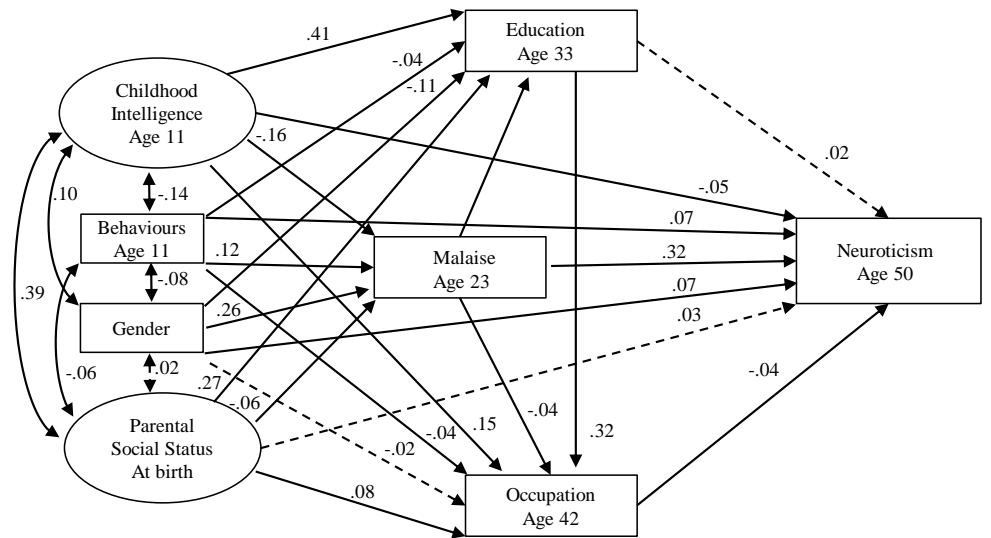 .41
Education
Age 33
-.04
-.11
Childhood
Intelligence
Age 11
-.16
.02
.10
-.14
-.05
Behaviours
Age 11
.12
.07
Malaise
Age 23
.32
Neuroticism
Age 50
.39
-.08
.26
.07
Gender
.03
-.06
.02
.27
-.06
-.04
Parental
Social Status
At birth
-.04
.15
-.04
.32
-.02
.08
Occupation
Age 42